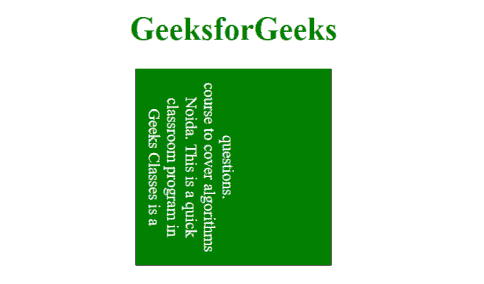 GeeksforGeeks
Geeks Classes is a
classroom program in
Noida. This is a quick
course to cover algorithms
questions.